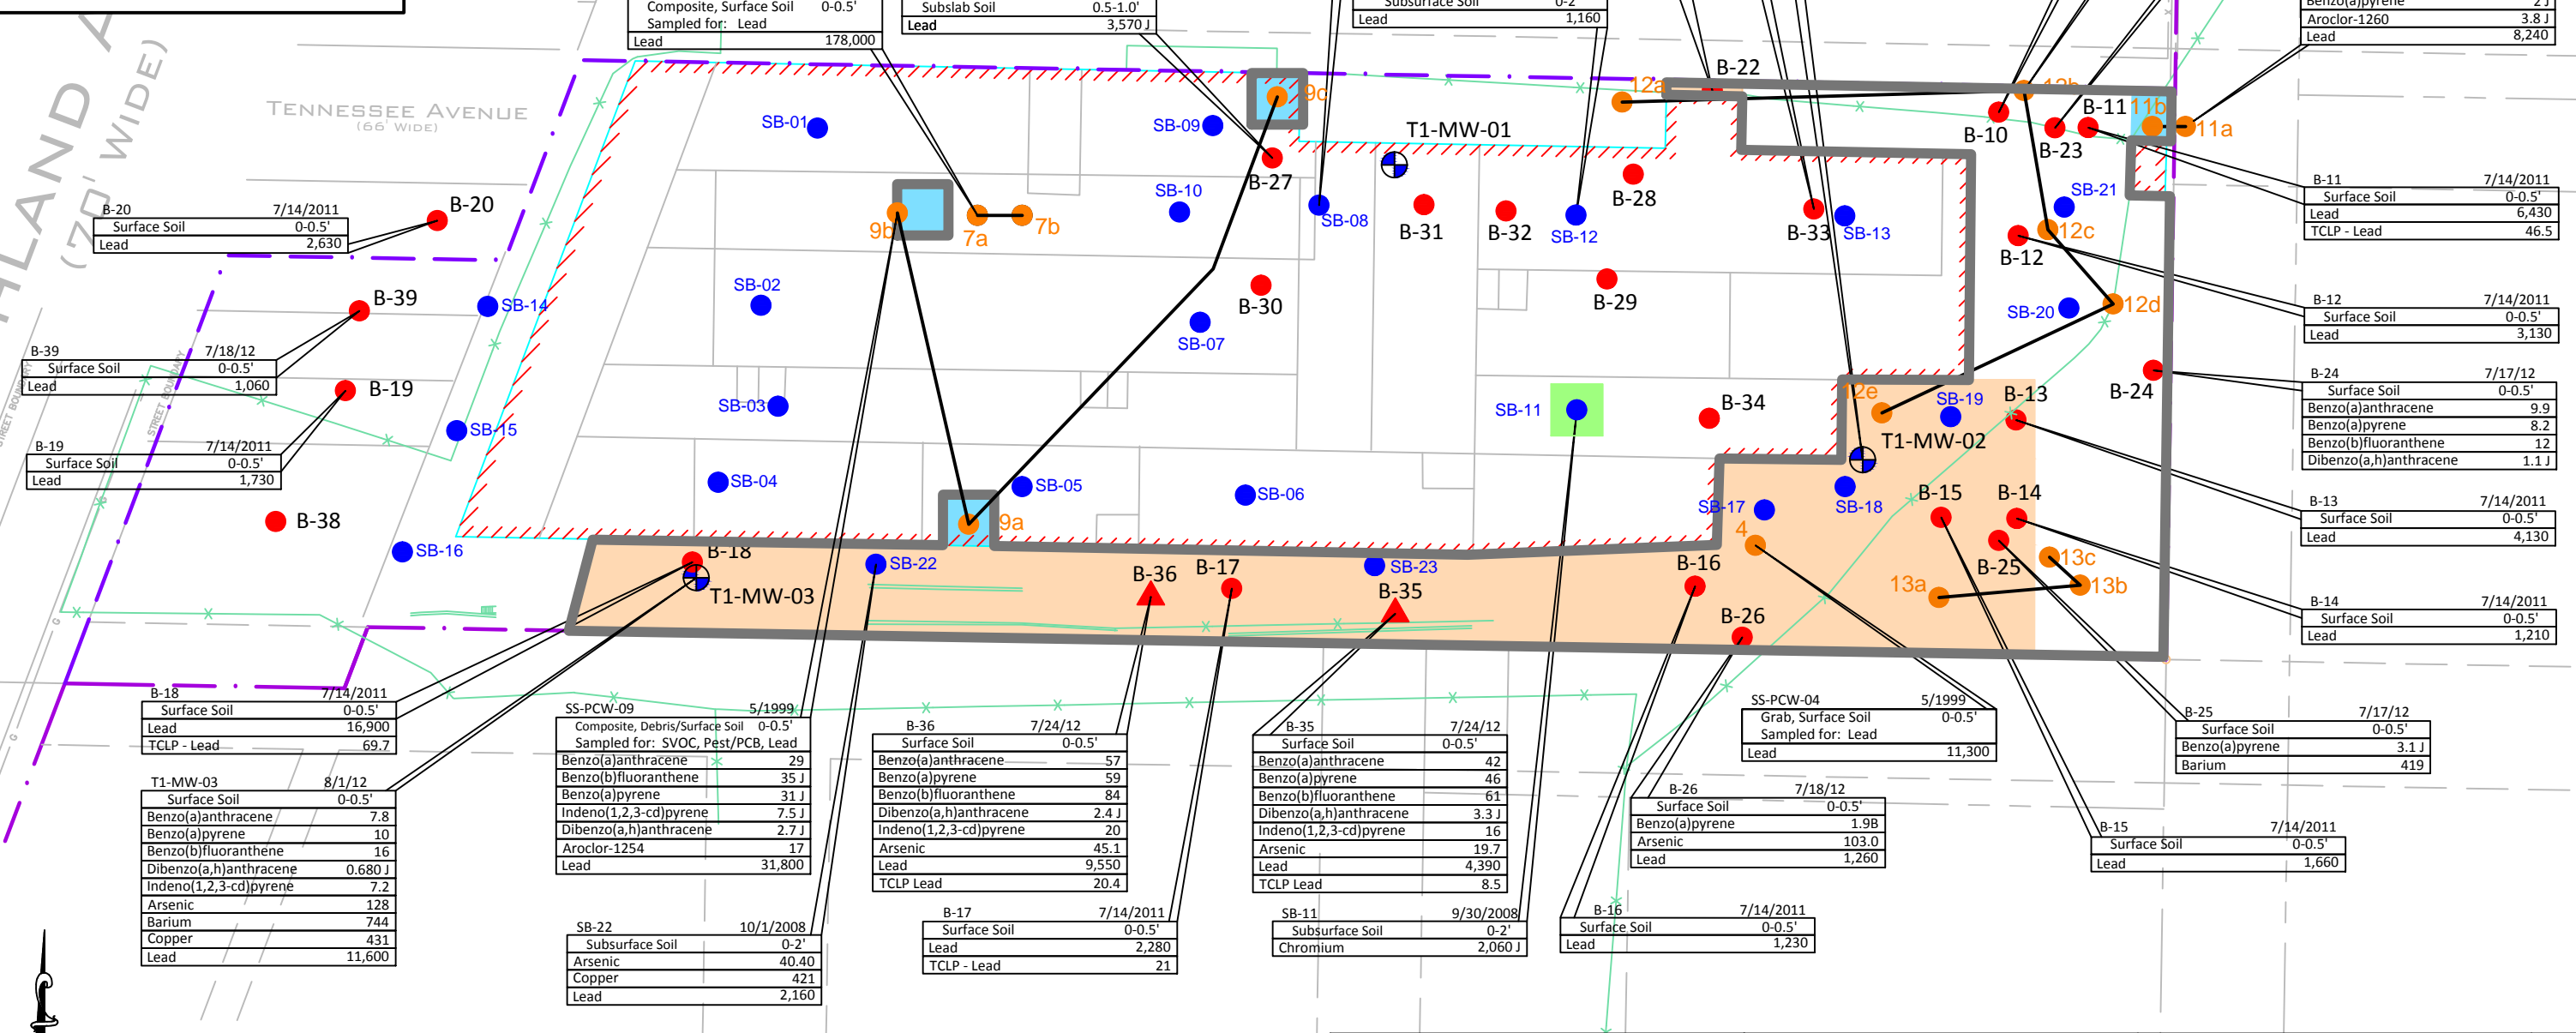 Composite, Surface Soil 0-0.5'
Sampled for: Lead
Lead 178,000
Subslab Soil 0.5-1.0'
Lead 3,570 J
Subsurface Soil 0-2'
Lead 1,160
Benzo(a)pyrene 2 J
Aroclor-1260 3.8 J
Lead 8,240
HLAND A
(70' WIDE)
TENNESSEE AVENUE
(66' WIDE)
STREET BOUNDARY
STREET BOUNDARY
G
G
SB-01
SB-09
9c
T1-MW-01
12a
B-22
12b
B-10
B-23
B-11
11b
11a
B-27
SB-10
SB-08
B-28
B-31
B-32
SB-12
B-33
SB-13
SB-21
12c
B-12
B-20
9b
7a
7b
B-39
SB-14
SB-02
B-30
SB-07
B-29
SB-20
12d
B-24
B-19
SB-15
SB-03
SB-11
B-34
12e
SB-19
B-13
T1-MW-02
SB-04
SB-05
SB-06
9a
SB-17
4
SB-18
B-15
B-14
B-38
SB-16
B-18
T1-MW-03
SB-22
B-36
B-17
SB-23
B-35
B-16
B-26
B-25
13a
13b
13c
B-20 7/14/2011
Surface Soil 0-0.5'
Lead 2,630
B-39 7/18/12
Surface Soil 0-0.5'
Lead 1,060
B-19 7/14/2011
Surface Soil 0-0.5'
Lead 1,730
B-11 7/14/2011
Surface Soil 0-0.5'
Lead 6,430
TCLP - Lead 46.5
B-12 7/14/2011
Surface Soil 0-0.5'
Lead 3,130
B-24 7/17/12
Surface Soil 0-0.5'
Benzo(a)anthracene 9.9
Benzo(a)pyrene 8.2
Benzo(b)fluoranthene 12
Dibenzo(a,h)anthracene 1.1 J
B-13 7/14/2011
Surface Soil 0-0.5'
Lead 4,130
B-14 7/14/2011
Surface Soil 0-0.5'
Lead 1,210
B-18 7/14/2011
Surface Soil 0-0.5'
Lead 16,900
TCLP - Lead 69.7
T1-MW-03 8/1/12
Surface Soil 0-0.5'
Benzo(a)anthracene 7.8
Benzo(a)pyrene 10
Benzo(b)fluoranthene 16
Dibenzo(a,h)anthracene 0.680 J
Indeno(1,2,3-cd)pyrene 7.2
Arsenic 128
Barium 744
Copper 431
Lead 11,600
SS-PCW-09 5/1999
Composite, Debris/Surface Soil 0-0.5'
Sampled for: SVOC, Pest/PCB, Lead
Benzo(a)anthracene 29
Benzo(b)fluoranthene 35 J
Benzo(a)pyrene 31 J
Indeno(1,2,3-cd)pyrene 7.5 J
Dibenzo(a,h)anthracene 2.7 J
Aroclor-1254 17
Lead 31,800
SB-22 10/1/2008
Subsurface Soil 0-2'
Arsenic 40.40
Copper 421
Lead 2,160
B-36 7/24/12
Surface Soil 0-0.5'
Benzo(a)anthracene 57
Benzo(a)pyrene 59
Benzo(b)fluoranthene 84
Dibenzo(a,h)anthracene 2.4 J
Indeno(1,2,3-cd)pyrene 20
Arsenic 45.1
Lead 9,550
TCLP Lead 20.4
B-17 7/14/2011
Surface Soil 0-0.5'
Lead 2,280
TCLP - Lead 21
B-35 7/24/12
Surface Soil 0-0.5'
Benzo(a)anthracene 42
Benzo(a)pyrene 46
Benzo(b)fluoranthene 61
Dibenzo(a,h)anthracene 3.3 J
Indeno(1,2,3-cd)pyrene 16
Arsenic 19.7
Lead 4,390
TCLP Lead 8.5
SB-11 9/30/2008
Subsurface Soil 0-2'
Chromium 2,060 J
B-16 7/14/2011
Surface Soil 0-0.5'
Lead 1,230
B-26 7/18/12
Surface Soil 0-0.5'
Benzo(a)pyrene 1.9B
Arsenic 103.0
Lead 1,260
SS-PCW-04 5/1999
Grab, Surface Soil 0-0.5'
Sampled for: Lead
Lead 11,300
B-25 7/17/12
Surface Soil 0-0.5'
Benzo(a)pyrene 3.1 J
Barium 419
B-15 7/14/2011
Surface Soil 0-0.5'
Lead 1,660